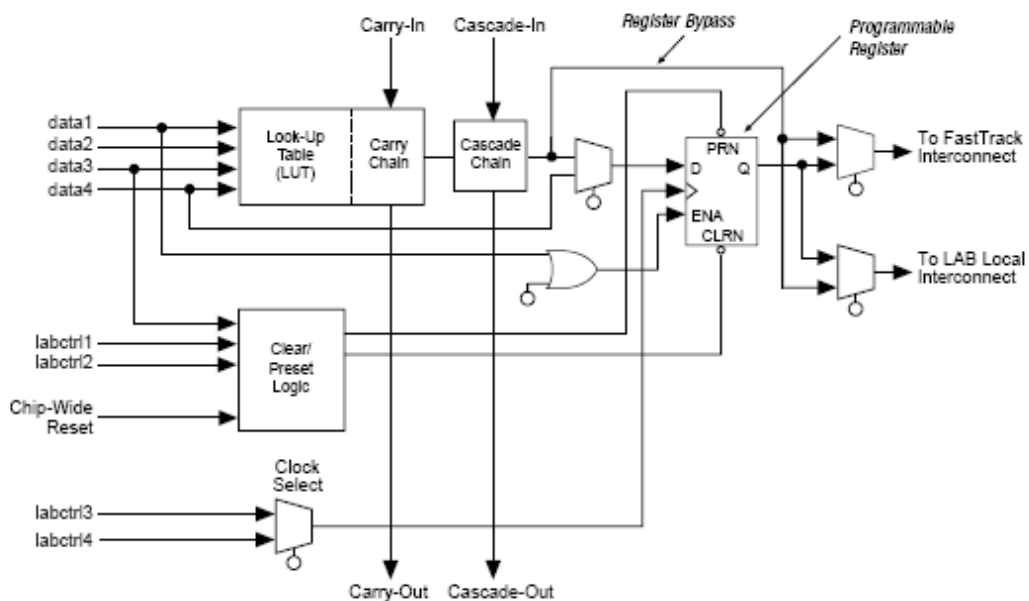 Carry-In
Cascade-In
Register Bypass
Programmable
Register
data1
data2
data3
data4
Look-Up
Table
(LUT)
Carry
Chain
Cascade
Chain
PRN
D
Q
ENA
CLRN
To FastTrack
Interconnect
To LAB Local
Interconnect
labctrl1
labctrl2
Clear/
Preset
Logic
Chip-Wide
Reset
Clock
Select
labctrl3
labctrl4
Carry-Out
Cascade-Out